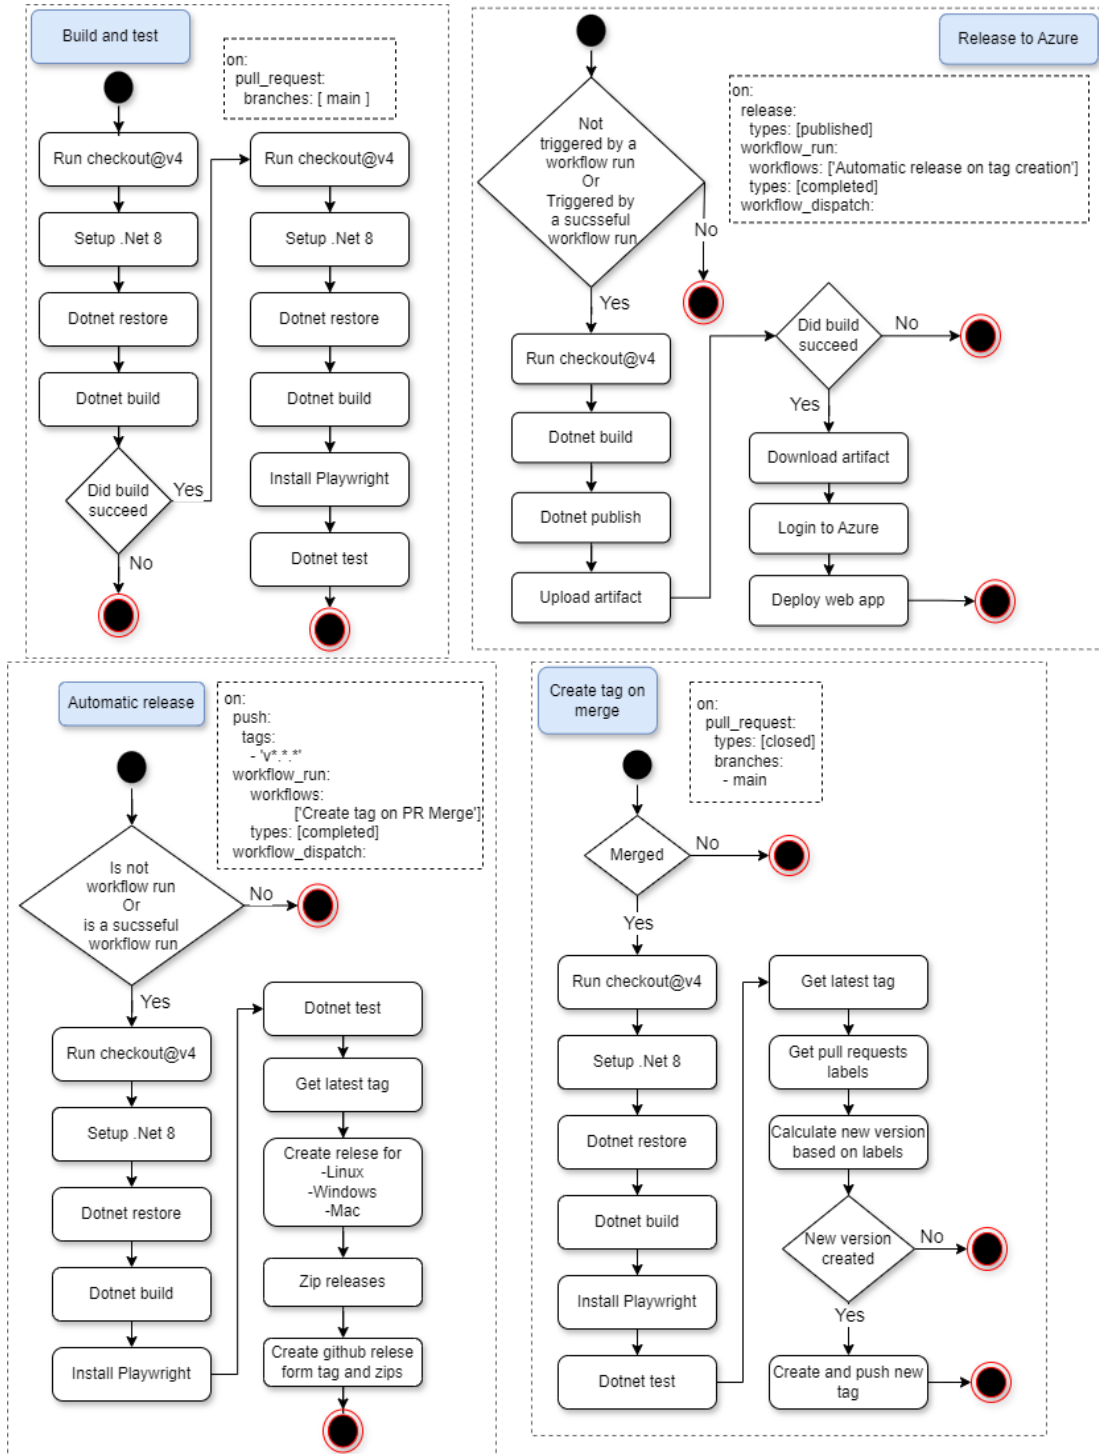 Build and test
on:
pull_request:
branches: [ main ]
Run checkout@v4
Setup .Net 8
Dotnet restore
Dotnet build
Did build
succeed
Yes
No
Run checkout@v4
Setup .Net 8
Dotnet restore
Dotnet build
Install Playwright
Dotnet test
Release to Azure
on:
release:
types: [published]
workflow_run:
workflows: ['Automatic release on tag creation']
types: [completed]
workflow_dispatch:
Not
triggered by a
workflow run
Or
Triggered by
a sucsseful
workflow run
No
Yes
Run checkout@v4
Dotnet build
Dotnet publish
Upload artifact
Did build
succeed
No
Yes
Download artifact
Login to Azure
Deploy web app
Automatic release
on:
push:
tags:
- 'v*.*.*'
workflow_run:
workflows:
['Create tag on PR Merge']
types: [completed]
workflow_dispatch:
Is not
workflow run
Or
is a sucsseful
workflow run
No
Yes
Run checkout@v4
Setup .Net 8
Dotnet restore
Dotnet build
Install Playwright
Dotnet test
Get latest tag
Create relese for
-Linux
-Windows
-Mac
Zip releases
Create github relese
form tag and zips
Create tag on
merge
on:
pull_request:
types: [closed]
branches:
- main
Merged
No
Yes
Run checkout@v4
Setup .Net 8
Dotnet restore
Dotnet build
Install Playwright
Dotnet test
Get latest tag
Get pull requests
labels
Calculate new version
based on labels
New version
created
No
Yes
Create and push new
tag